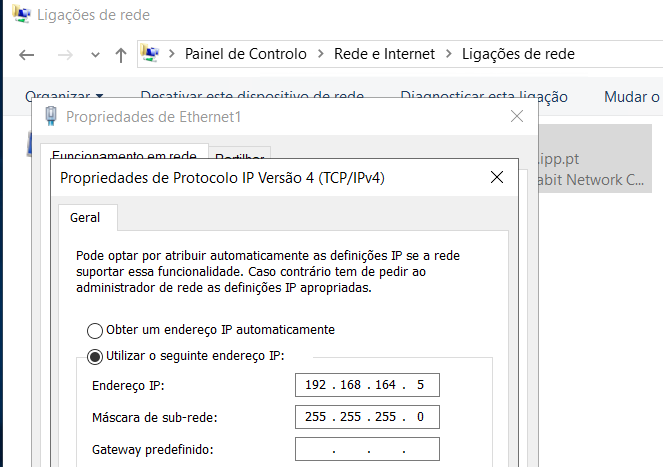 Ligações de rede
Painel de Controlo > Rede e Internet > Ligações de rede
Organizar Desativar este dispositivo de rede Diagnosticar esta ligação Mudar o
Propriedades de Ethernet1
Funcionamento em rede Partilhar
.ipp.pt
abit Network C...
Propriedades de Protocolo IP Versão 4 (TCP/IPv4)
Geral
Pode optar por atribuir automaticamente as definições IP se a rede
suportar essa funcionalidade. Caso contrário tem de pedir ao
administrador de rede as definições IP apropriadas.
Obter um endereço IP automaticamente
Utilizar o seguinte endereço IP:
Endereço IP: 192 . 168 . 164 . 5
Máscara de sub-rede: 255 . 255 . 255 . 0
Gateway predefinido: . . .